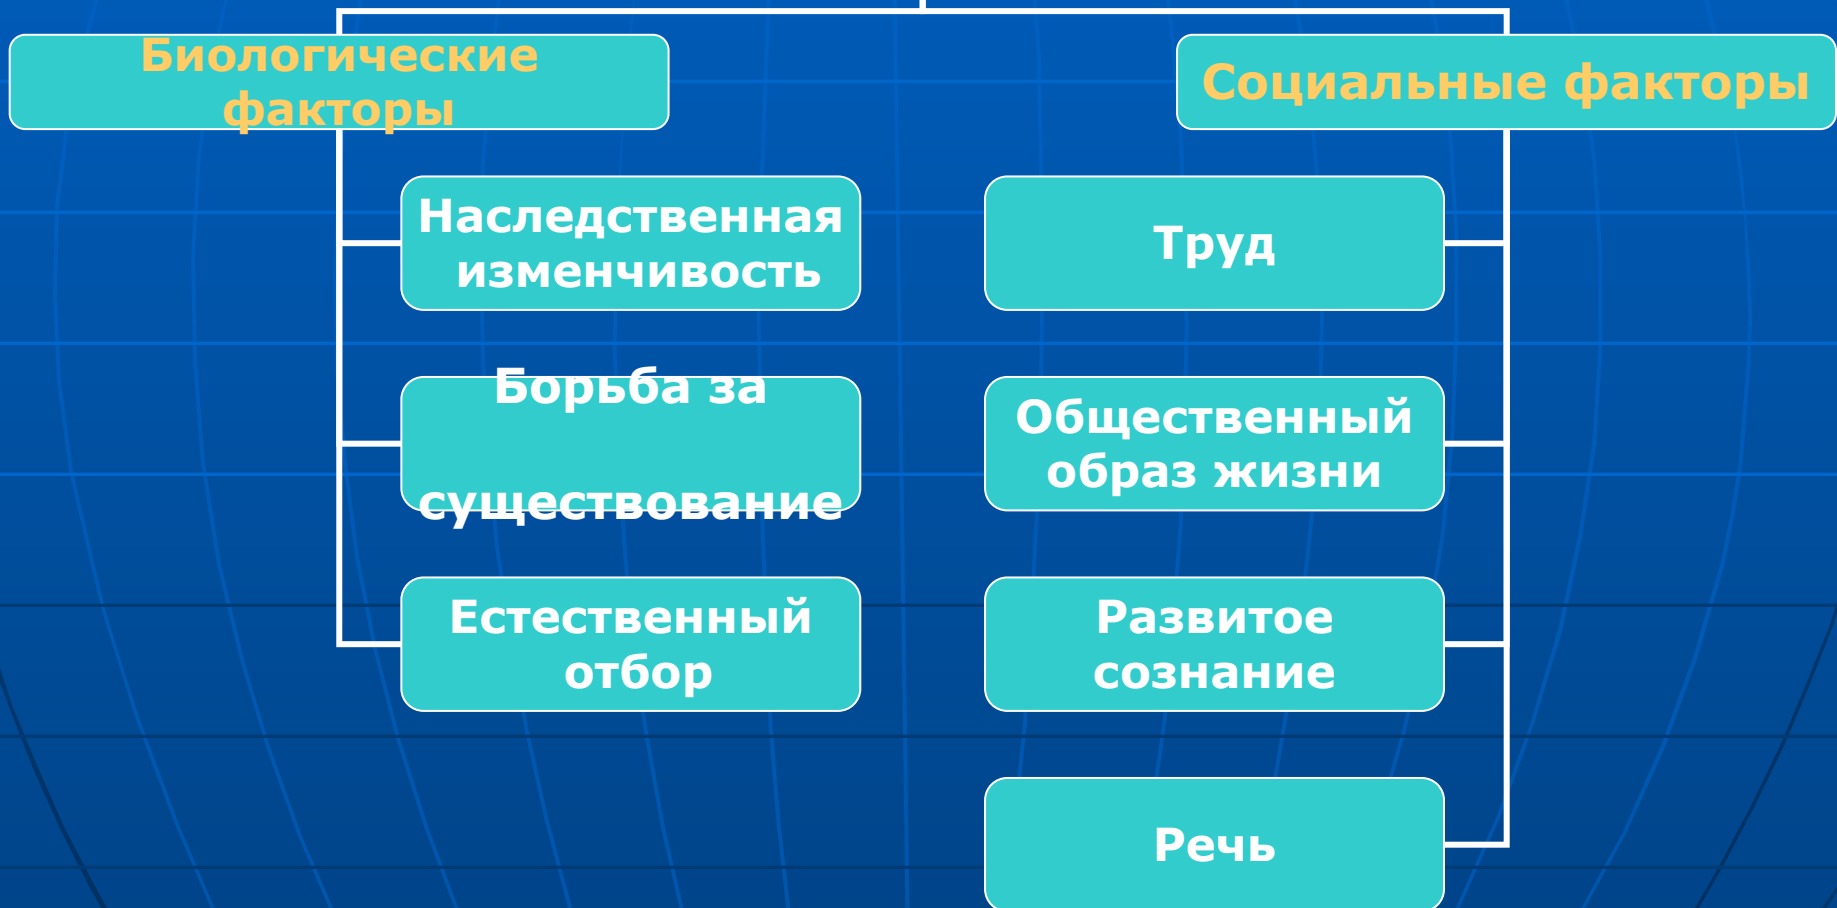 Биологические
факторы
Социальные факторы
Наследственная
изменчивость
Труд
Борьба за
существование
Общественный
образ жизни
Естественный
отбор
Развитое
сознание
Речь